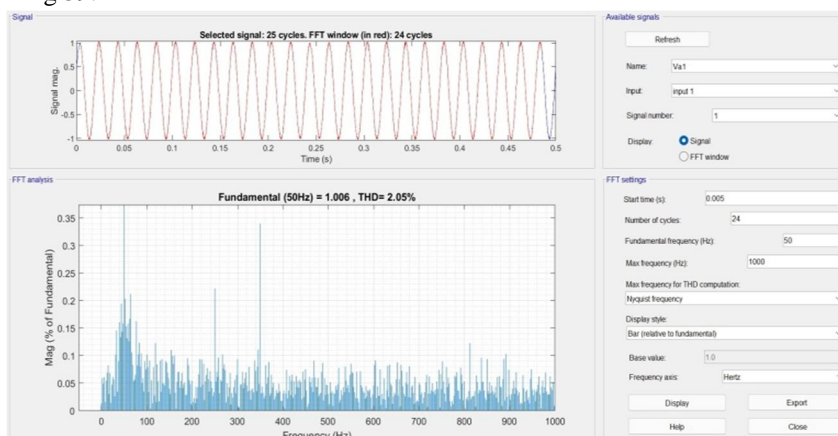 Signal
Selected signal: 25 cycles. FFT window (in red): 24 cycles
1
0.5
0
-0.5
-1
Signal mag.
0 0.05 0.1 0.15 0.2 0.25 0.3 0.35 0.4 0.45 0.5
Time (s)
FFT analysis
Fundamental (50Hz) = 1.006 , THD= 2.05%
0.35
0.3
0.25
0.2
0.15
0.1
0.05
0
Mag (% of Fundamental)
0 100 200 300 400 500 600 700 800 900 1000
Frequency (Hz)
Available signals
Refresh
Name: Va1
Input: input 1
Signal number: 1
Display: Signal
FFT window
FFT settings
Start time (s): 0.005
Number of cycles: 24
Fundamental frequency (Hz): 50
Max frequency (Hz): 1000
Max frequency for THD computation:
Nyquist frequency
Display style:
Bar (relative to fundamental)
Base value: 1.0
Frequency axis: Hertz
Display Export
Help Close